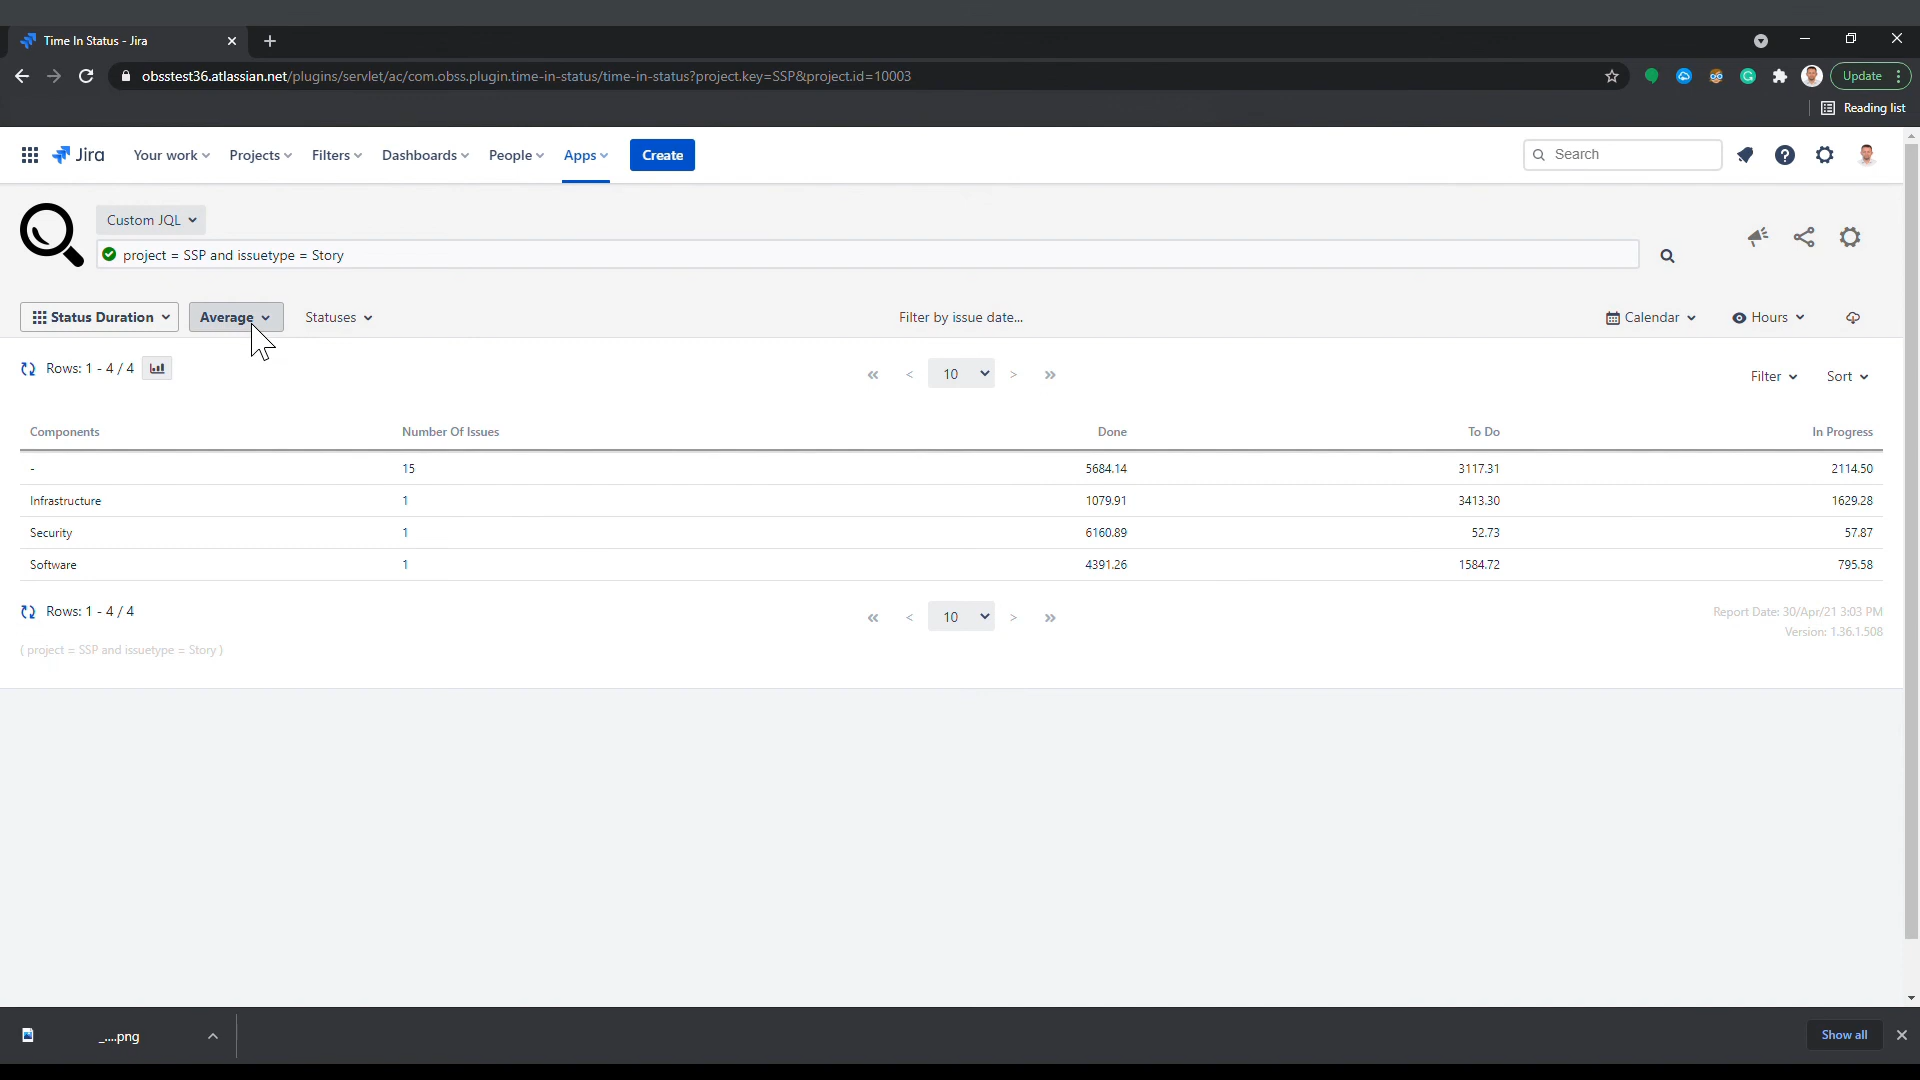 Time In Status - Jira
obsstest36.atlassian.net/plugins/servlet/ac/com.obss.plugin.time-in-status/time-in-status?project.key=SSP&project.id=10003
Update
Reading list
Jira Your work Projects Filters Dashboards People Apps Create Search
Custom JQL
project = SSP and issuetype = Story
Status Duration Average Statuses Filter by issue date... Calendar Hours
Rows: 1 - 4 / 4 « < 10 > » Filter Sort
Components Number Of Issues Done To Do In Progress
- 15 5684.14 3117.31 2114.50
Infrastructure 1 1079.91 3413.30 1629.28
Security 1 6160.89 52.73 57.87
Software 1 4391.26 1584.72 795.58
Rows: 1 - 4 / 4 « < 10 > » Report Date: 30/Apr/21 3:03 PM
Version: 1.36.1.508
( project = SSP and issuetype = Story )
_....png Show all